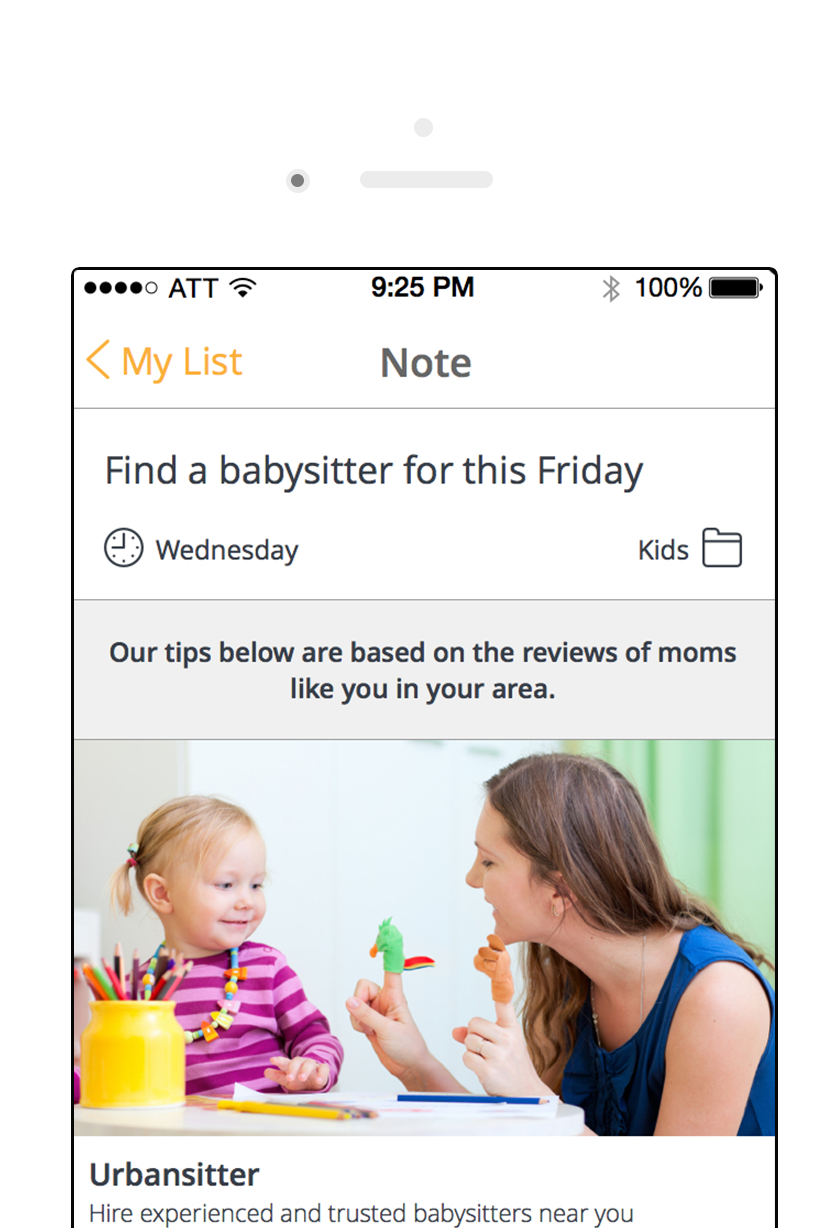 ATT 9:25 PM 100%
My List Note
Find a babysitter for this Friday
Wednesday Kids
Our tips below are based on the reviews of moms
like you in your area.
Urbansitter
Hire experienced and trusted babysitters near you